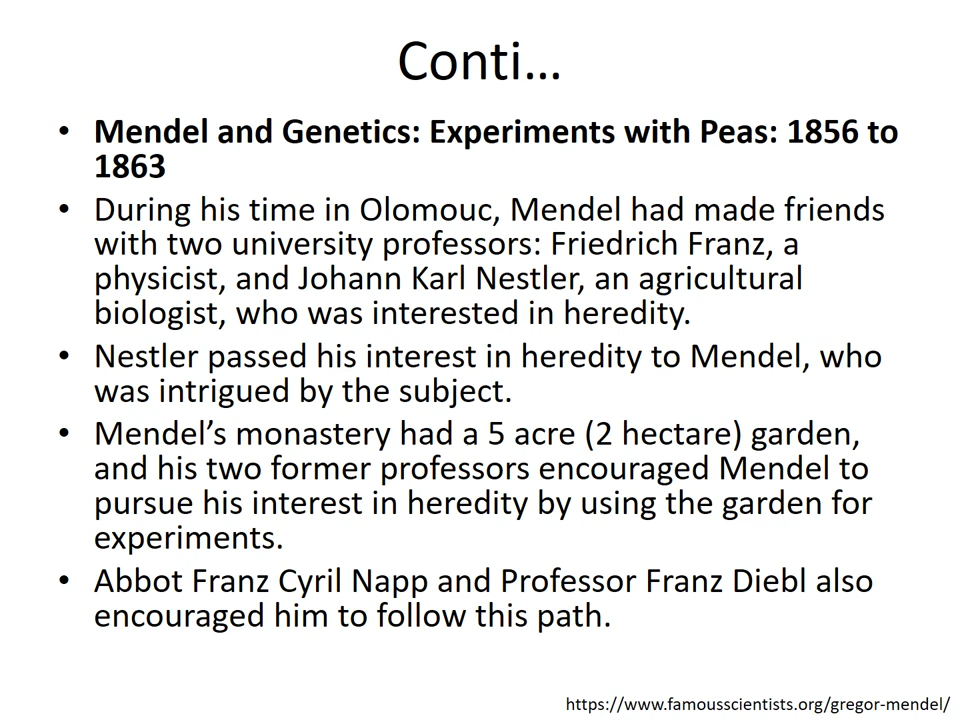 Conti…
• Mendel and Genetics: Experiments with Peas: 1856 to
1863
• During his time in Olomouc, Mendel had made friends
with two university professors: Friedrich Franz, a
physicist, and Johann Karl Nestler, an agricultural
biologist, who was interested in heredity.
• Nestler passed his interest in heredity to Mendel, who
was intrigued by the subject.
• Mendel’s monastery had a 5 acre (2 hectare) garden,
and his two former professors encouraged Mendel to
pursue his interest in heredity by using the garden for
experiments.
• Abbot Franz Cyril Napp and Professor Franz Diebl also
encouraged him to follow this path.
https://www.famousscientists.org/gregor-mendel/